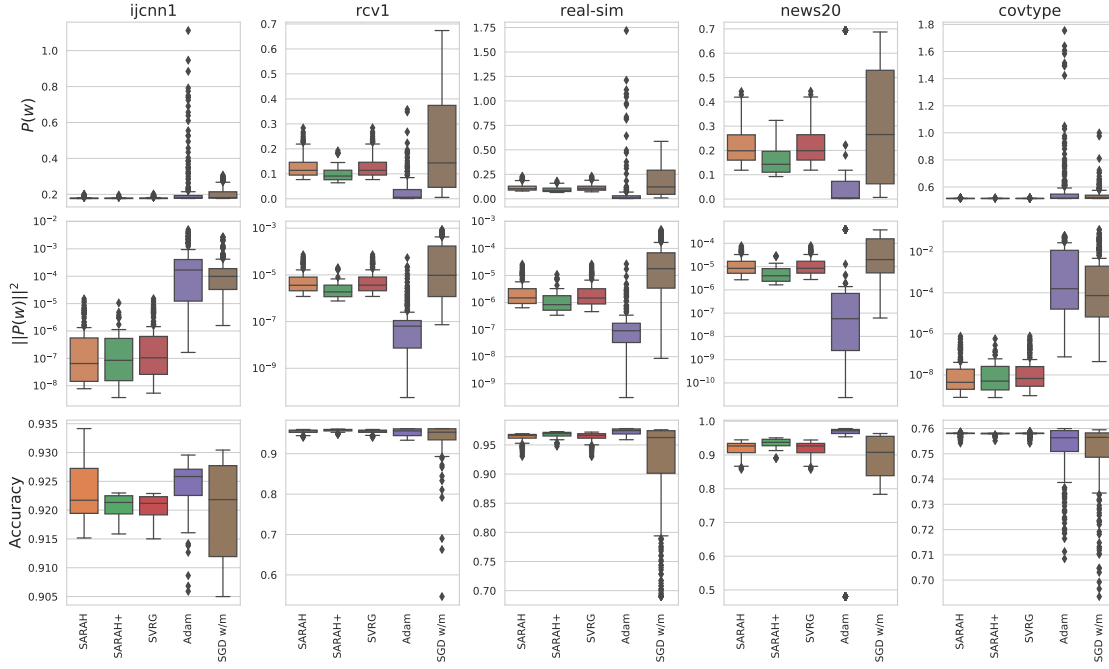 ijcnn1 rcv1 real-sim news20 covtype
P(w)
1.0 0.8 0.6 0.4 0.2
0.7 0.6 0.5 0.4 0.3 0.2 0.1 0.0
1.75 1.50 1.25 1.00 0.75 0.50 0.25 0.00
0.7 0.6 0.5 0.4 0.3 0.2 0.1 0.0
1.8 1.6 1.4 1.2 1.0 0.8 0.6
||P(w)||²
10⁻² 10⁻³ 10⁻⁴ 10⁻⁵ 10⁻⁶ 10⁻⁷ 10⁻⁸
10⁻³ 10⁻⁵ 10⁻⁷ 10⁻⁹
10⁻³ 10⁻⁴ 10⁻⁵ 10⁻⁶ 10⁻⁷ 10⁻⁸ 10⁻⁹
10⁻⁴ 10⁻⁵ 10⁻⁶ 10⁻⁷ 10⁻⁸ 10⁻⁹ 10⁻¹⁰
10⁻² 10⁻⁴ 10⁻⁶ 10⁻⁸
Accuracy
0.935 0.930 0.925 0.920 0.915 0.910 0.905
0.9 0.8 0.7 0.6
0.95 0.90 0.85 0.80 0.75 0.70
1.0 0.9 0.8 0.7 0.6 0.5
0.76 0.75 0.74 0.73 0.72 0.71 0.70
SARAH SARAH+ SVRG Adam SGD w/m
SARAH SARAH+ SVRG Adam SGD w/m
SARAH SARAH+ SVRG Adam SGD w/m
SARAH SARAH+ SVRG Adam SGD w/m
SARAH SARAH+ SVRG Adam SGD w/m